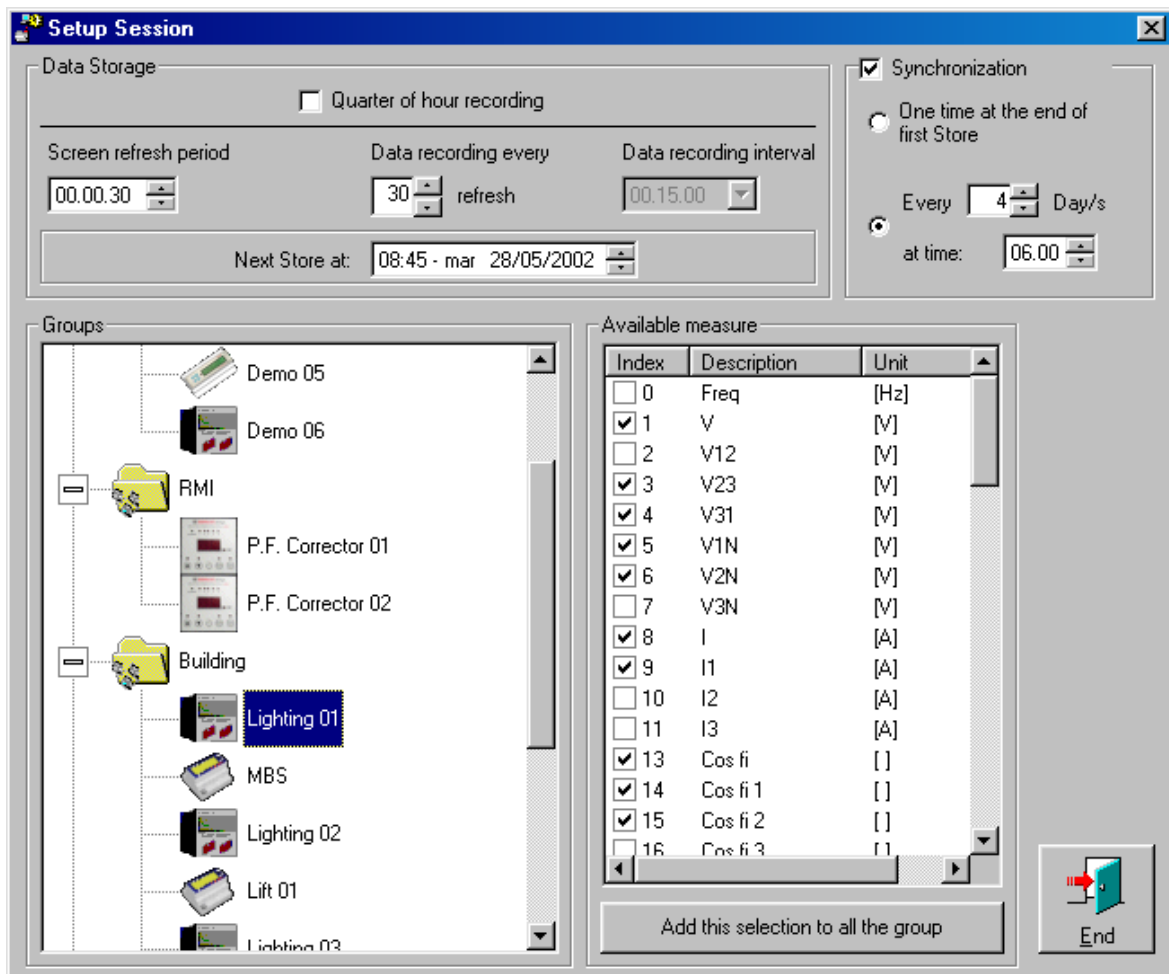 Setup Session
Data Storage
Quarter of hour recording
Screen refresh period
Data recording every
Data recording interval
00.00.30
30
refresh
00.15.00
Next Store at:
08:45 - mar 28/05/2002
Synchronization
One time at the end of
first Store
Every
4
Day/s
at time:
06.00
Groups
Demo 05
Demo 06
RMI
P.F. Corrector 01
P.F. Corrector 02
Building
Lighting 01
MBS
Lighting 02
Lift 01
Lighting 03
Available measure
Index Description Unit
0 Freq [Hz]
1 V [V]
2 V12 [V]
3 V23 [V]
4 V31 [V]
5 V1N [V]
6 V2N [V]
7 V3N [V]
8 I [A]
9 I1 [A]
10 I2 [A]
11 I3 [A]
13 Cos fi [ ]
14 Cos fi 1 [ ]
15 Cos fi 2 [ ]
16 Cos fi 3 [ ]
Add this selection to all the group
End